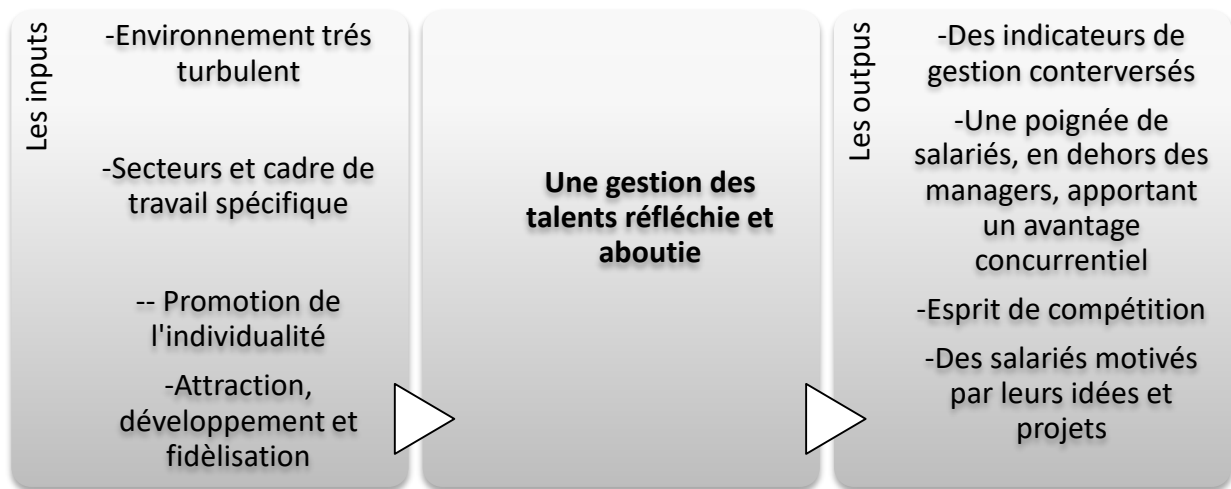 Les inputs
-Environnement trés
turbulent
-Secteurs et cadre de
travail spécifique
-- Promotion de
l'individualité
-Attraction,
développement et
fidèlisation
Une gestion des
talents réfléchie et
aboutie
Les outpus
-Des indicateurs de
gestion conterversés
-Une poignée de
salariés, en dehors des
managers, apportant
un avantage
concurrentiel
-Esprit de compétition
-Des salariés motivés
par leurs idées et
projets